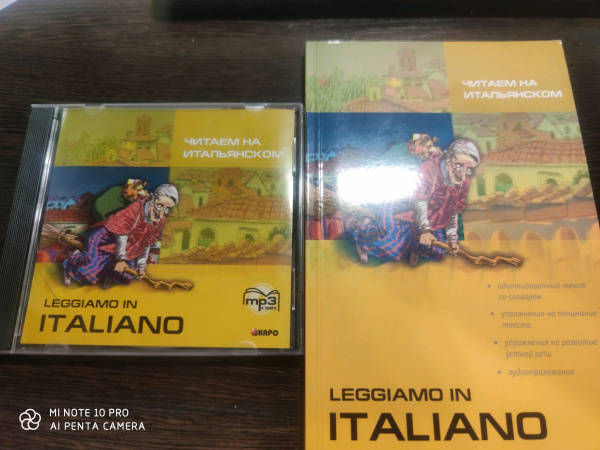 ЧИТАЕМ НА
ИТАЛЬЯНСКОМ
LEGGIAMO IN
ITALIANO
mp3
КАРО
ЧИТАЕМ НА
ИТАЛЬЯНСКОМ
• адаптированный текст
со словарем
• упражнения на понимание
текста
• упражнения на развитие
устной речи
• аудиоприложение
LEGGIAMO IN
ITALIANO
MI NOTE 10 PRO
AI PENTA CAMERA